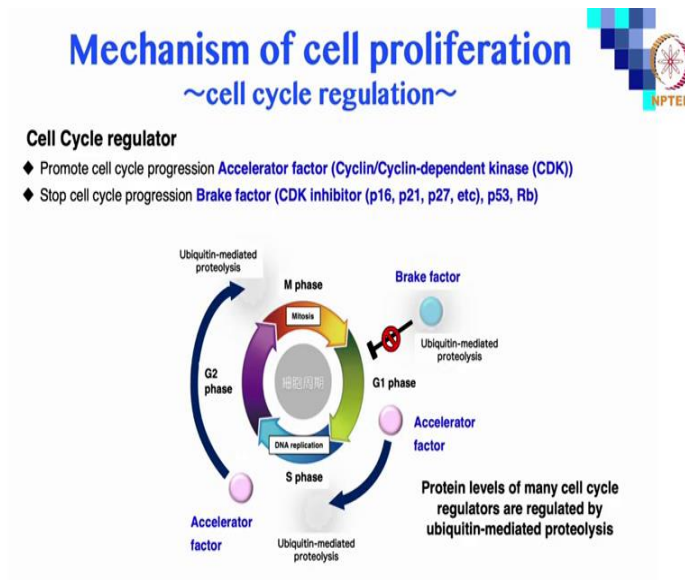 Mechanism of cell proliferation
~cell cycle regulation~
NPTEL
Cell Cycle regulator
◆ Promote cell cycle progression Accelerator factor (Cyclin/Cyclin-dependent kinase (CDK))
◆ Stop cell cycle progression Brake factor (CDK inhibitor (p16, p21, p27, etc), p53, Rb)
Ubiquitin-mediated
proteolysis
M phase
Mitosis
Brake factor
Ubiquitin-mediated
proteolysis
G2
phase
細胞周期
G1 phase
Accelerator
factor
DNA replication
S phase
Accelerator
factor
Ubiquitin-mediated
proteolysis
Protein levels of many cell cycle
regulators are regulated by
ubiquitin-mediated proteolysis